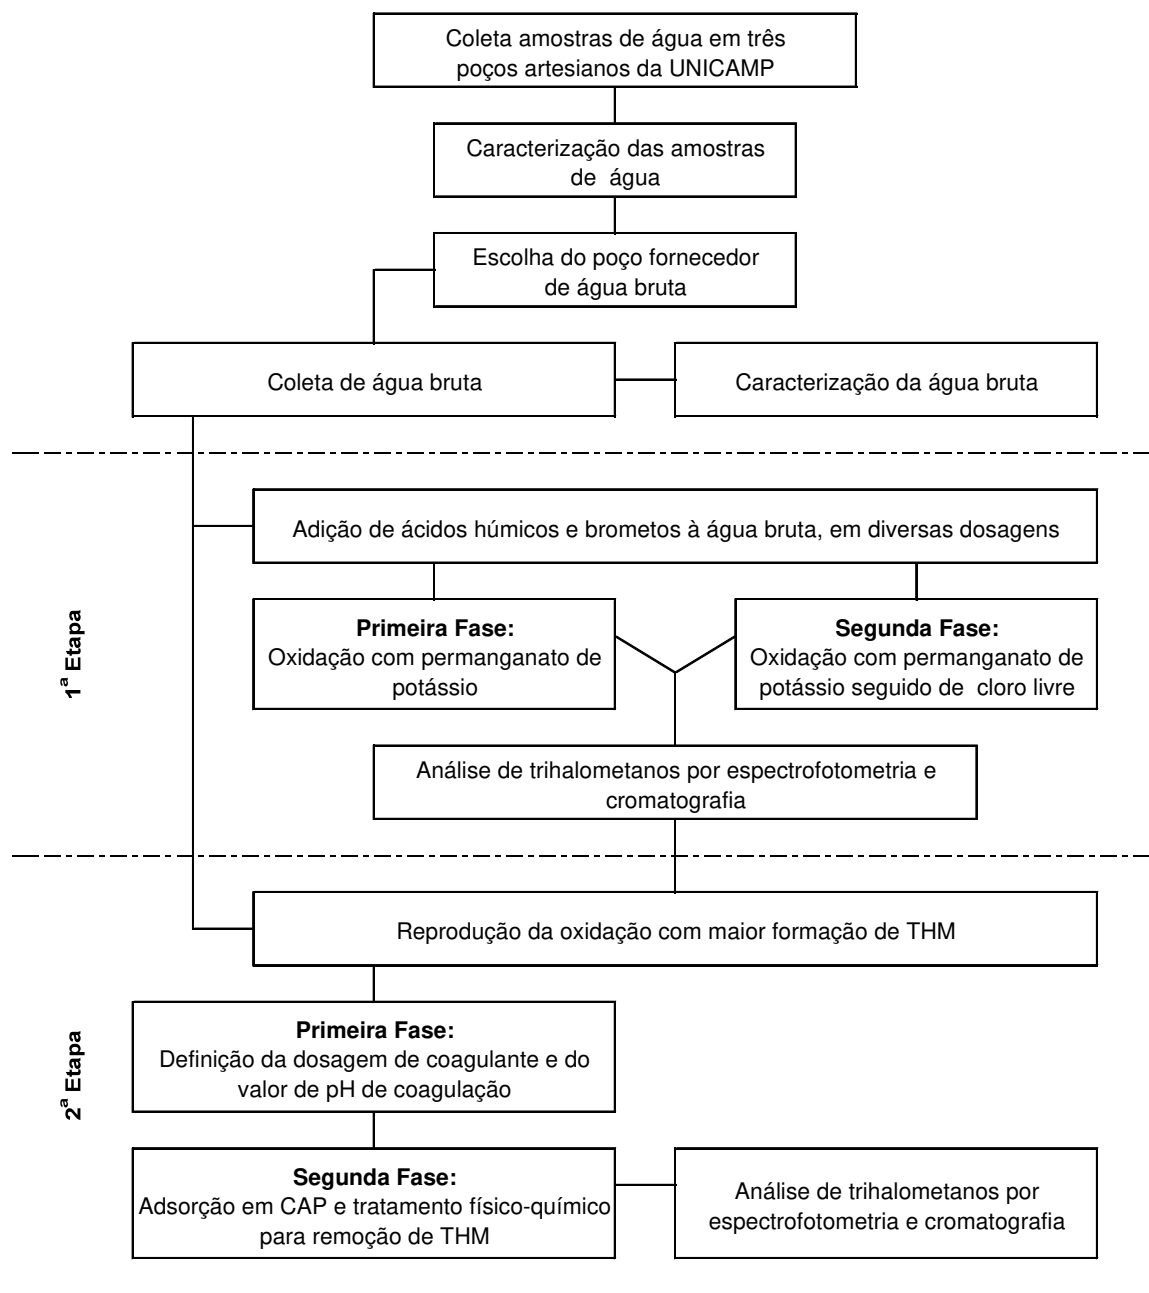 Coleta amostras de água em três
poços artesianos da UNICAMP
Caracterização das amostras
de água
Escolha do poço fornecedor
de água bruta
Coleta de água bruta
Caracterização da água bruta
1ª Etapa
Adição de ácidos húmicos e brometos à água bruta, em diversas dosagens
Primeira Fase:
Oxidação com permanganato de
potássio
Segunda Fase:
Oxidação com permanganato de
potássio seguido de cloro livre
Análise de trihalometanos por espectrofotometria e
cromatografia
2ª Etapa
Reprodução da oxidação com maior formação de THM
Primeira Fase:
Definição da dosagem de coagulante e do
valor de pH de coagulação
Segunda Fase:
Adsorção em CAP e tratamento físico-químico
para remoção de THM
Análise de trihalometanos por
espectrofotometria e cromatografia